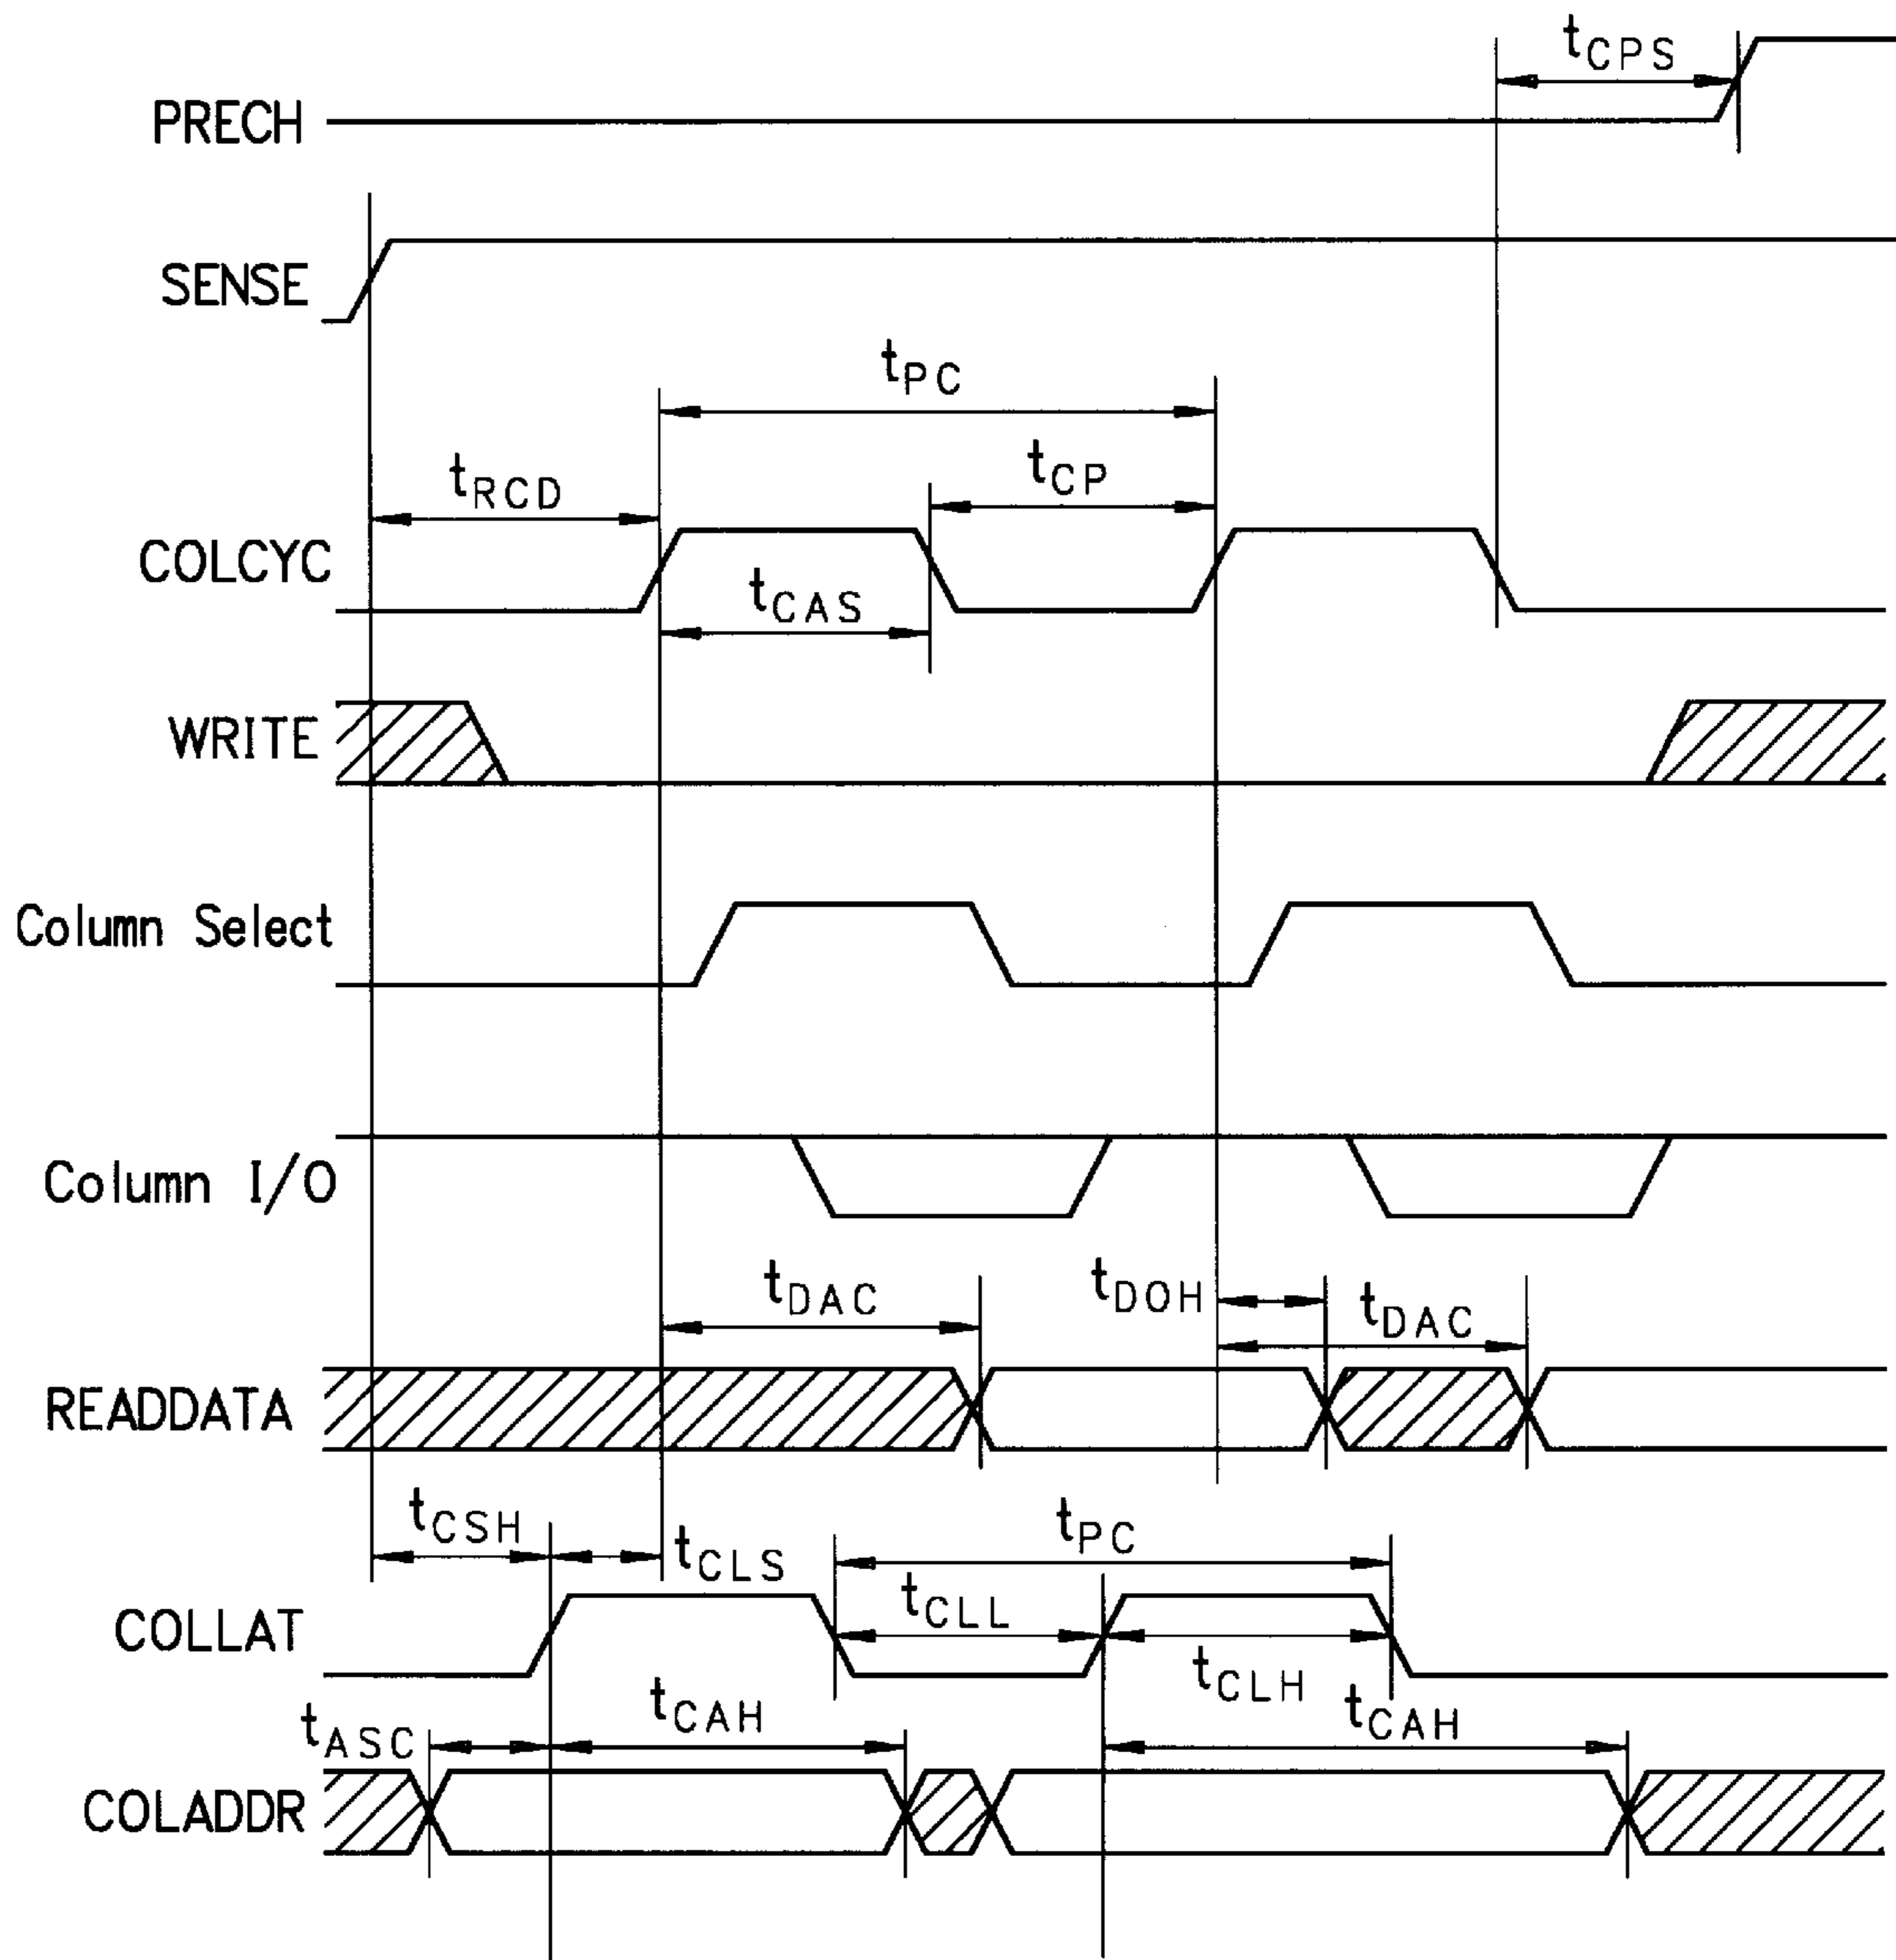 tCPS
PRECH
SENSE
tPC
tRCD
tCP
COLCYC
tCAS
WRITE
Column Select
Column I/O
tDAC
tDOH
tDAC
READDATA
tCSH
tCLS
tPC
COLLAT
tCLL
tCLH
tASC
tCAH
tCAH
COLADDR